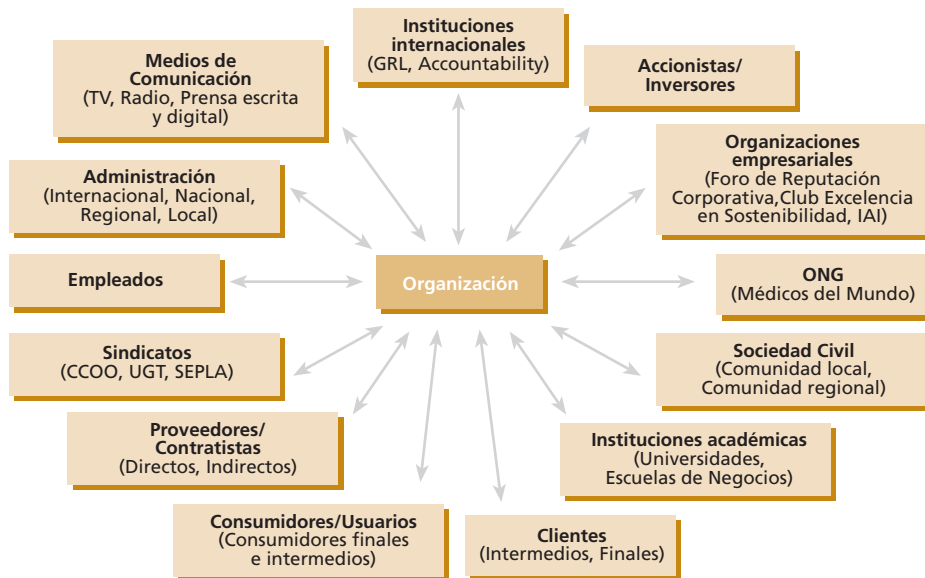 Instituciones
internacionales
(GRL, Accountability)
Medios de
Comunicación
(TV, Radio, Prensa escrita
y digital)
Accionistas/
Inversores
Organizaciones
empresariales
(Foro de Reputación
Corporativa,Club Excelencia
en Sostenibilidad, IAI)
Administración
(Internacional, Nacional,
Regional, Local)
Empleados
Organización
ONG
(Médicos del Mundo)
Sindicatos
(CCOO, UGT, SEPLA)
Sociedad Civil
(Comunidad local,
Comunidad regional)
Proveedores/
Contratistas
(Directos, Indirectos)
Instituciones académicas
(Universidades,
Escuelas de Negocios)
Consumidores/Usuarios
(Consumidores finales
e intermedios)
Clientes
(Intermedios, Finales)